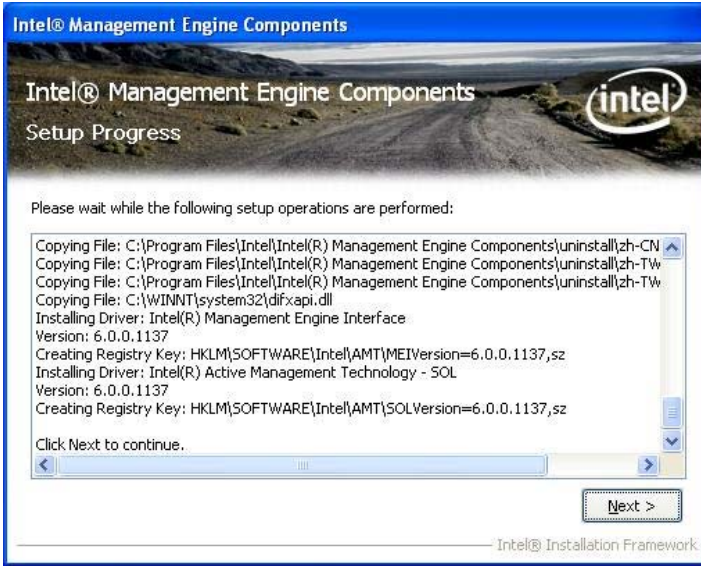 Intel® Management Engine Components
Intel® Management Engine Components
intel
Setup Progress
Please wait while the following setup operations are performed:
Copying File: C:\Program Files\Intel\Intel(R) Management Engine Components\uninstall\zh-CN
Copying File: C:\Program Files\Intel\Intel(R) Management Engine Components\uninstall\zh-TW
Copying File: C:\Program Files\Intel\Intel(R) Management Engine Components\uninstall\zh-TW
Copying File: C:\WINNT\system32\difxapi.dll
Installing Driver: Intel(R) Management Engine Interface
Version: 6.0.0.1137
Creating Registry Key: HKLM\SOFTWARE\Intel\AMT\MEIVersion=6.0.0.1137,sz
Installing Driver: Intel(R) Active Management Technology - SOL
Version: 6.0.0.1137
Creating Registry Key: HKLM\SOFTWARE\Intel\AMT\SOLVersion=6.0.0.1137,sz
Click Next to continue.
Next >
Intel® Installation Framework